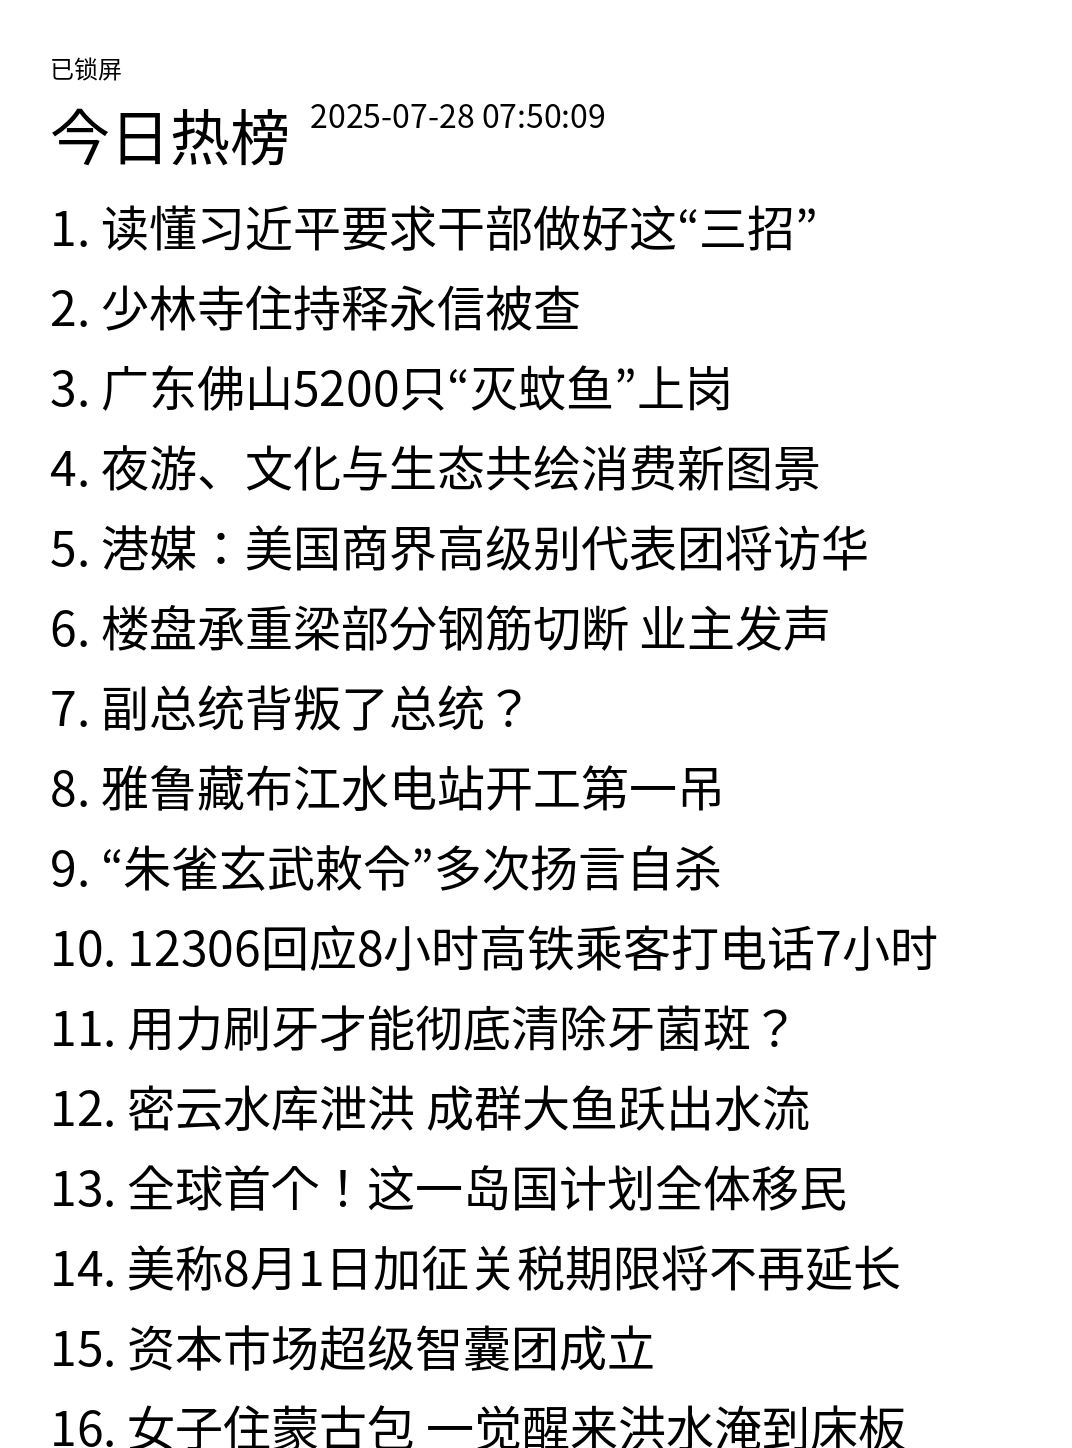 已锁屏
今日热榜 2025-07-28 07:50:09
1. 读懂习近平要求干部做好这“三招”
2. 少林寺住持释永信被查
3. 广东佛山5200只“灭蚊鱼”上岗
4. 夜游、文化与生态共绘消费新图景
5. 港媒：美国商界高级别代表团将访华
6. 楼盘承重梁部分钢筋切断 业主发声
7. 副总统背叛了总统？
8. 雅鲁藏布江水电站开工第一吊
9. “朱雀玄武敕令”多次扬言自杀
10. 12306回应8小时高铁乘客打电话7小时
11. 用力刷牙才能彻底清除牙菌斑？
12. 密云水库泄洪 成群大鱼跃出水流
13. 全球首个！这一岛国计划全体移民
14. 美称8月1日加征关税期限将不再延长
15. 资本市场超级智囊团成立
16. 女子住蒙古包 一觉醒来洪水淹到床板